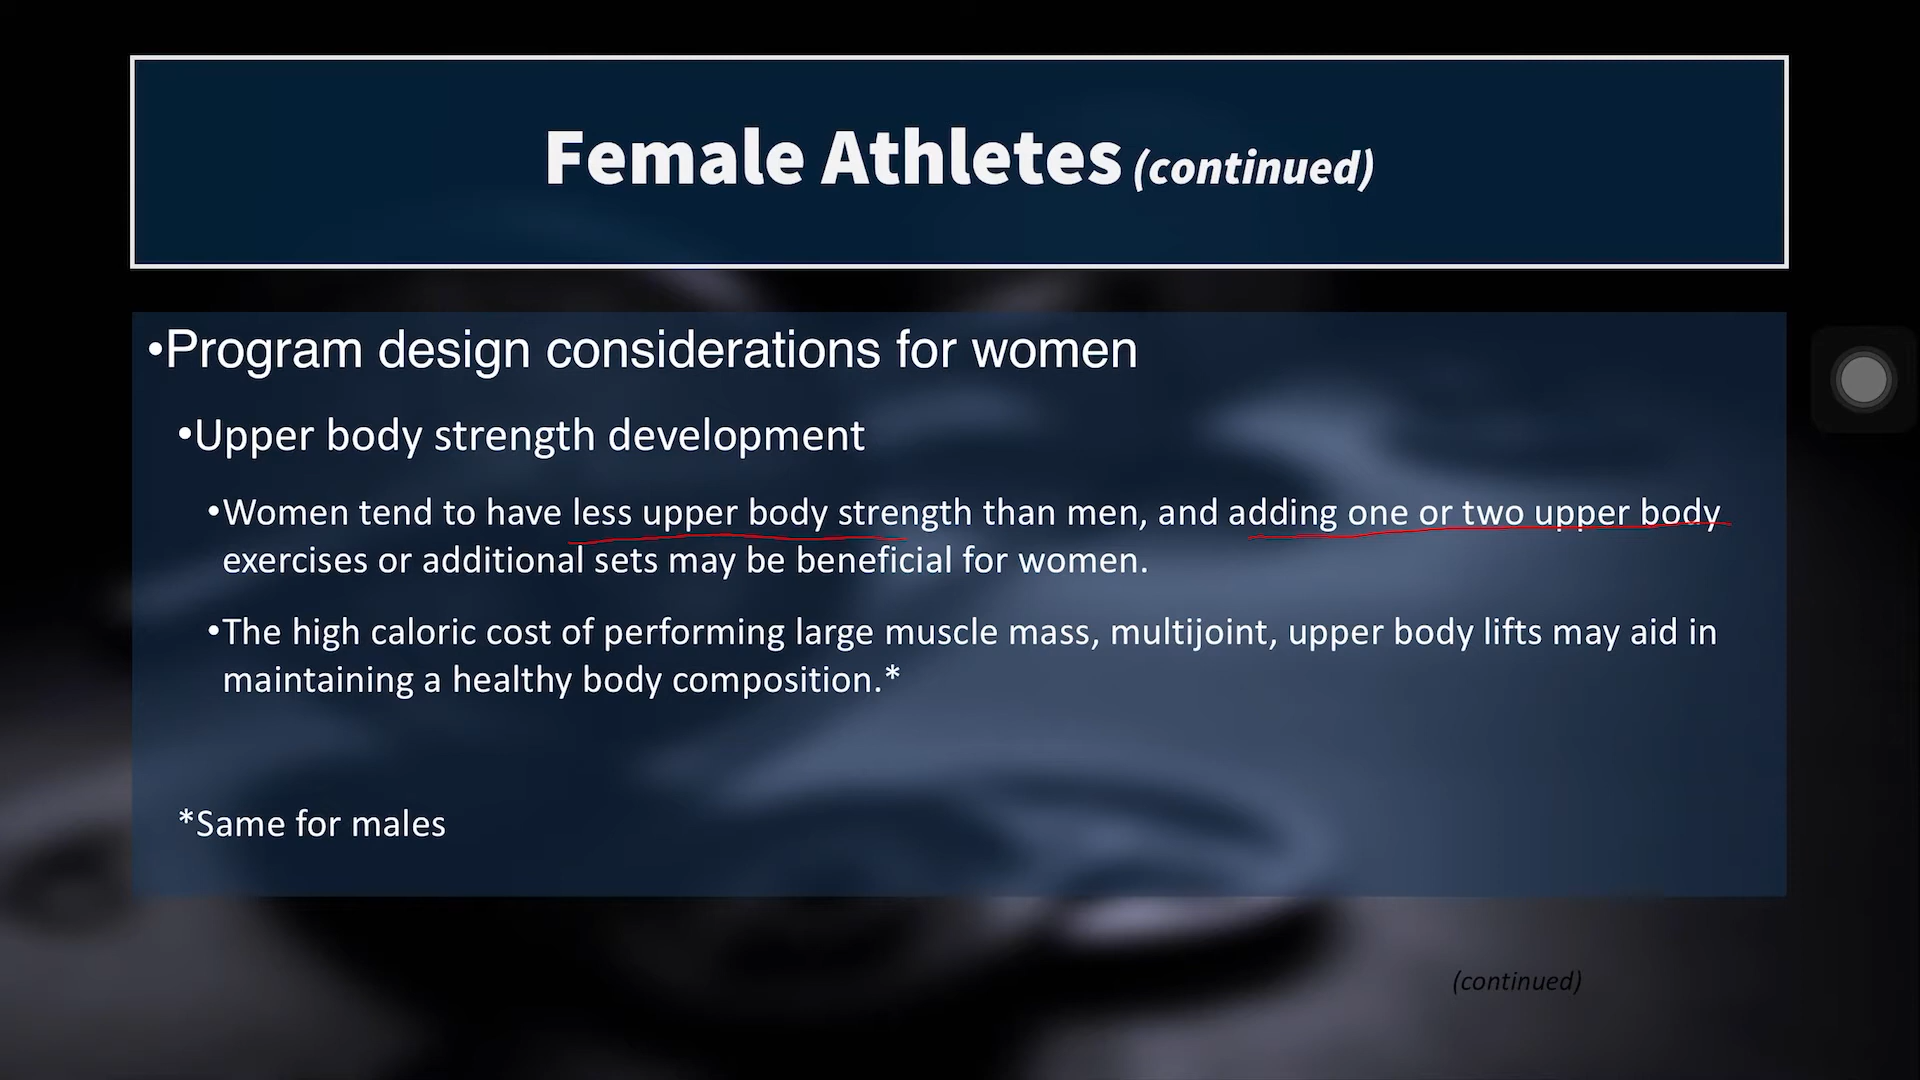 Female Athletes (continued)
•Program design considerations for women
•Upper body strength development
•Women tend to have less upper body strength than men, and adding one or two upper body
exercises or additional sets may be beneficial for women.
•The high caloric cost of performing large muscle mass, multijoint, upper body lifts may aid in
maintaining a healthy body composition.*
*Same for males
(continued)